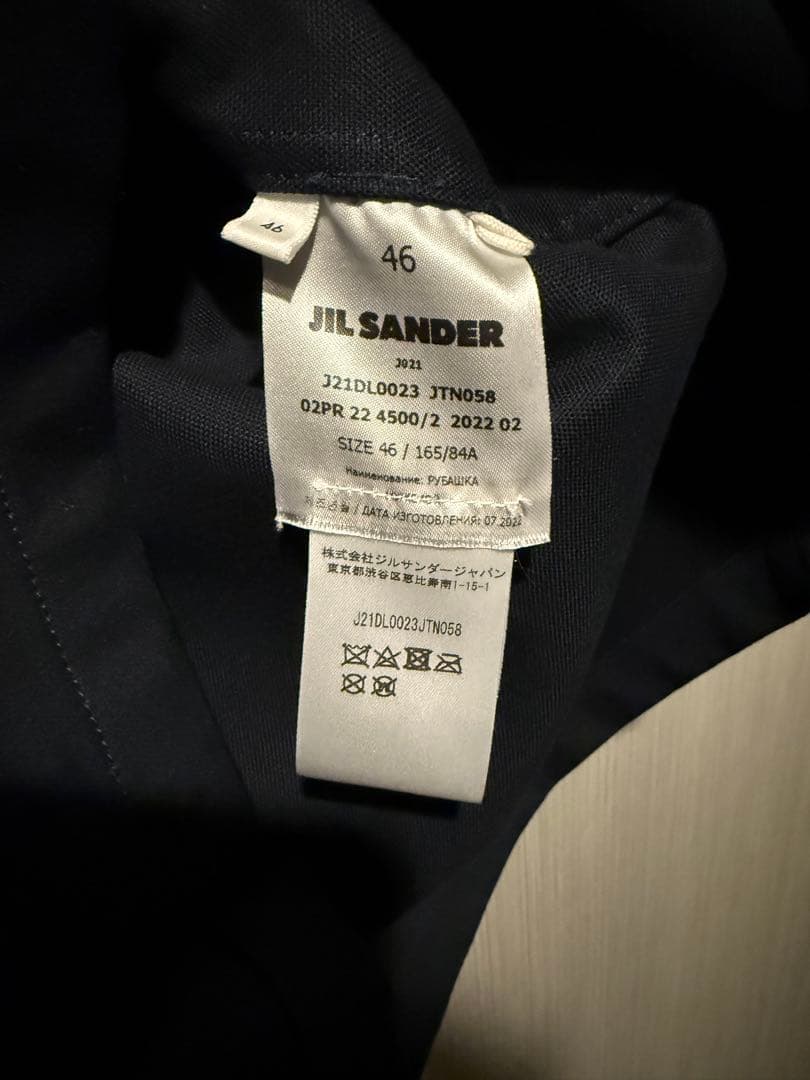 46
46
JIL SANDER
J021
J21DL0023 JTN058
02PR 22 4500/2 2022 02
SIZE 46 / 165/84A
Наименование: РУБАШКА
/ ДАТА ИЗГОТОВЛЕНИЯ: 07.2022
株式会社ジルサンダージャパン
東京都渋谷区恵比寿南1-15-1
J21DL0023JTN058